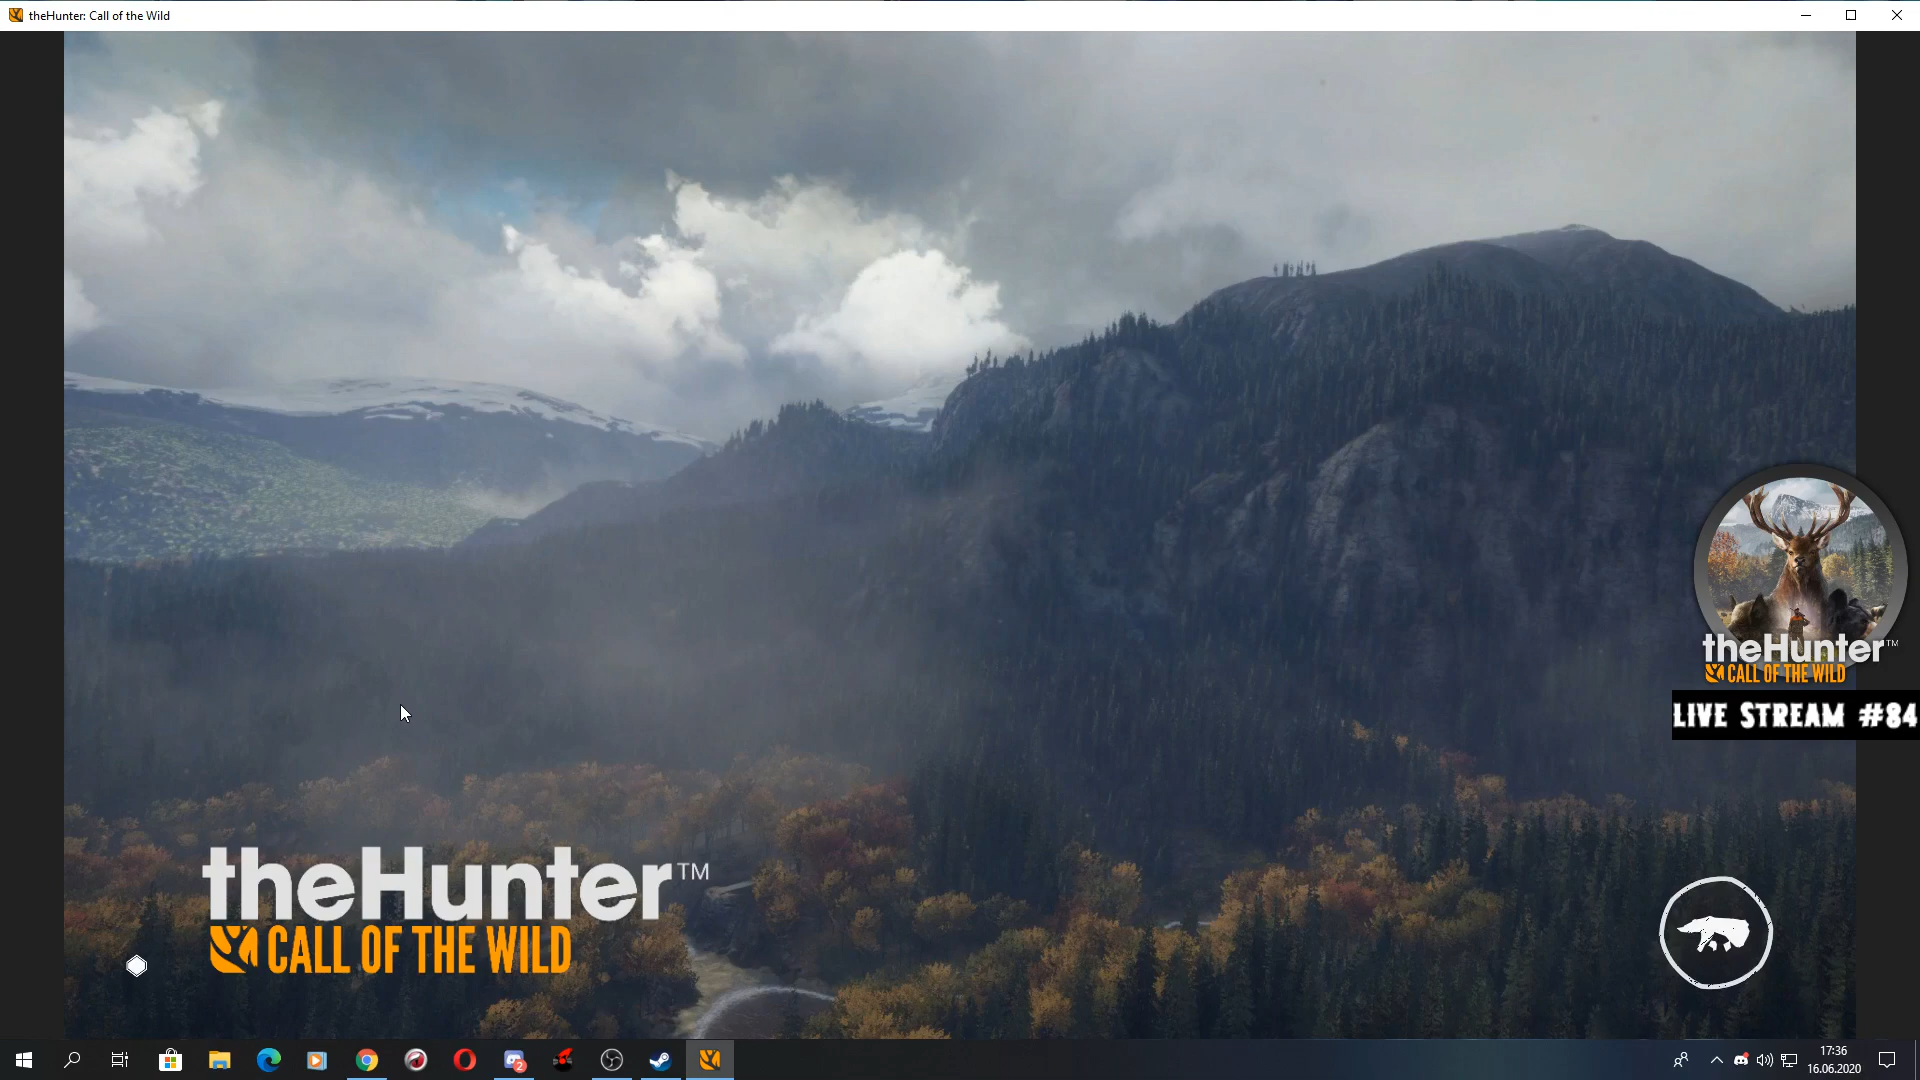 theHunter: Call of the Wild
theHunter™
CALL OF THE WILD
LIVE STREAM #84
theHunter™
CALL OF THE WILD
2
17:36
16.06.2020